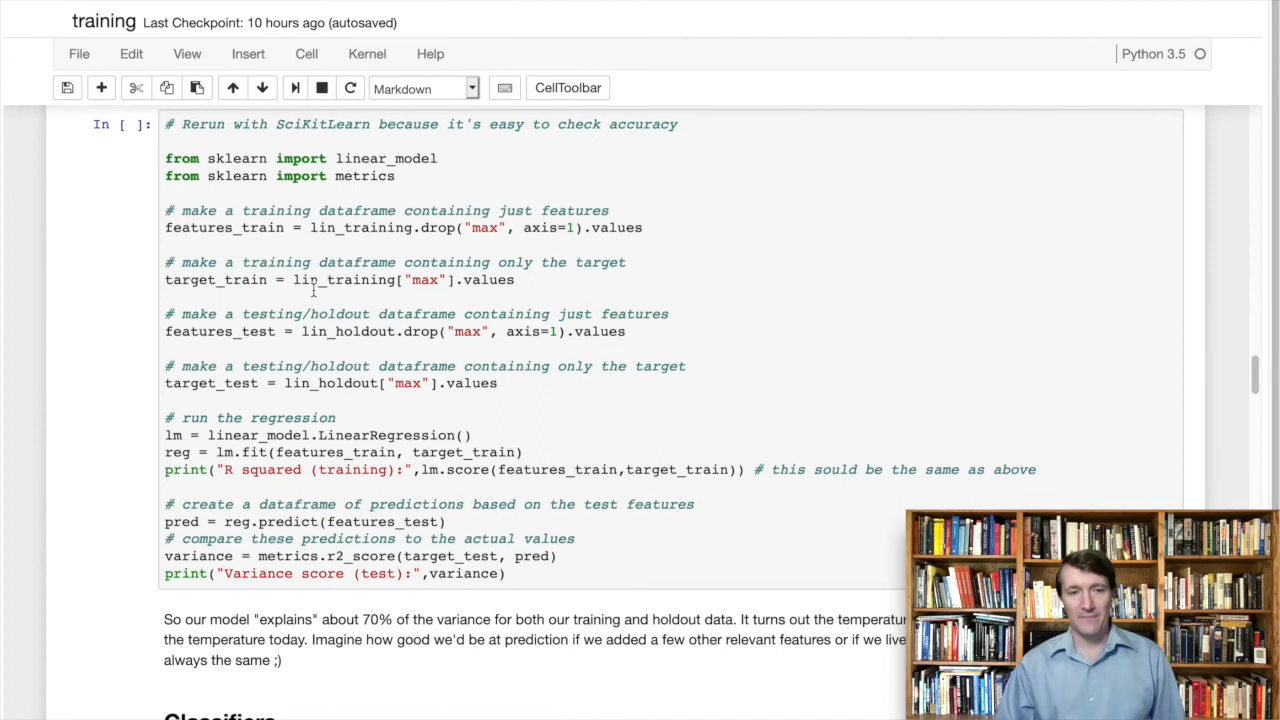 training Last Checkpoint: 10 hours ago (autosaved)
File Edit View Insert Cell Kernel Help Python 3.5
Markdown CellToolbar
In [ ]: # Rerun with SciKitLearn because it's easy to check accuracy
from sklearn import linear_model
from sklearn import metrics
# make a training dataframe containing just features
features_train = lin_training.drop("max", axis=1).values
# make a training dataframe containing only the target
target_train = lin_training["max"].values
# make a testing/holdout dataframe containing just features
features_test = lin_holdout.drop("max", axis=1).values
# make a testing/holdout dataframe containing only the target
target_test = lin_holdout["max"].values
# run the regression
lm = linear_model.LinearRegression()
reg = lm.fit(features_train, target_train)
print("R squared (training):",lm.score(features_train,target_train)) # this sould be the same as above
# create a dataframe of predictions based on the test features
pred = reg.predict(features_test)
# compare these predictions to the actual values
variance = metrics.r2_score(target_test, pred)
print("Variance score (test):",variance)
So our model "explains" about 70% of the variance for both our training and holdout data. It turns out the
the temperature today. Imagine how good we'd be at prediction if we added a few other relevant features or if we
always the same ;)
Classifiers